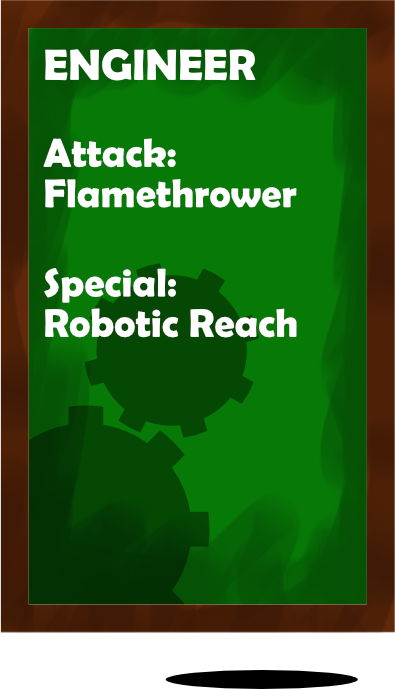 ENGINEER
Attack:
Flamethrower
Special:
Robotic Reach